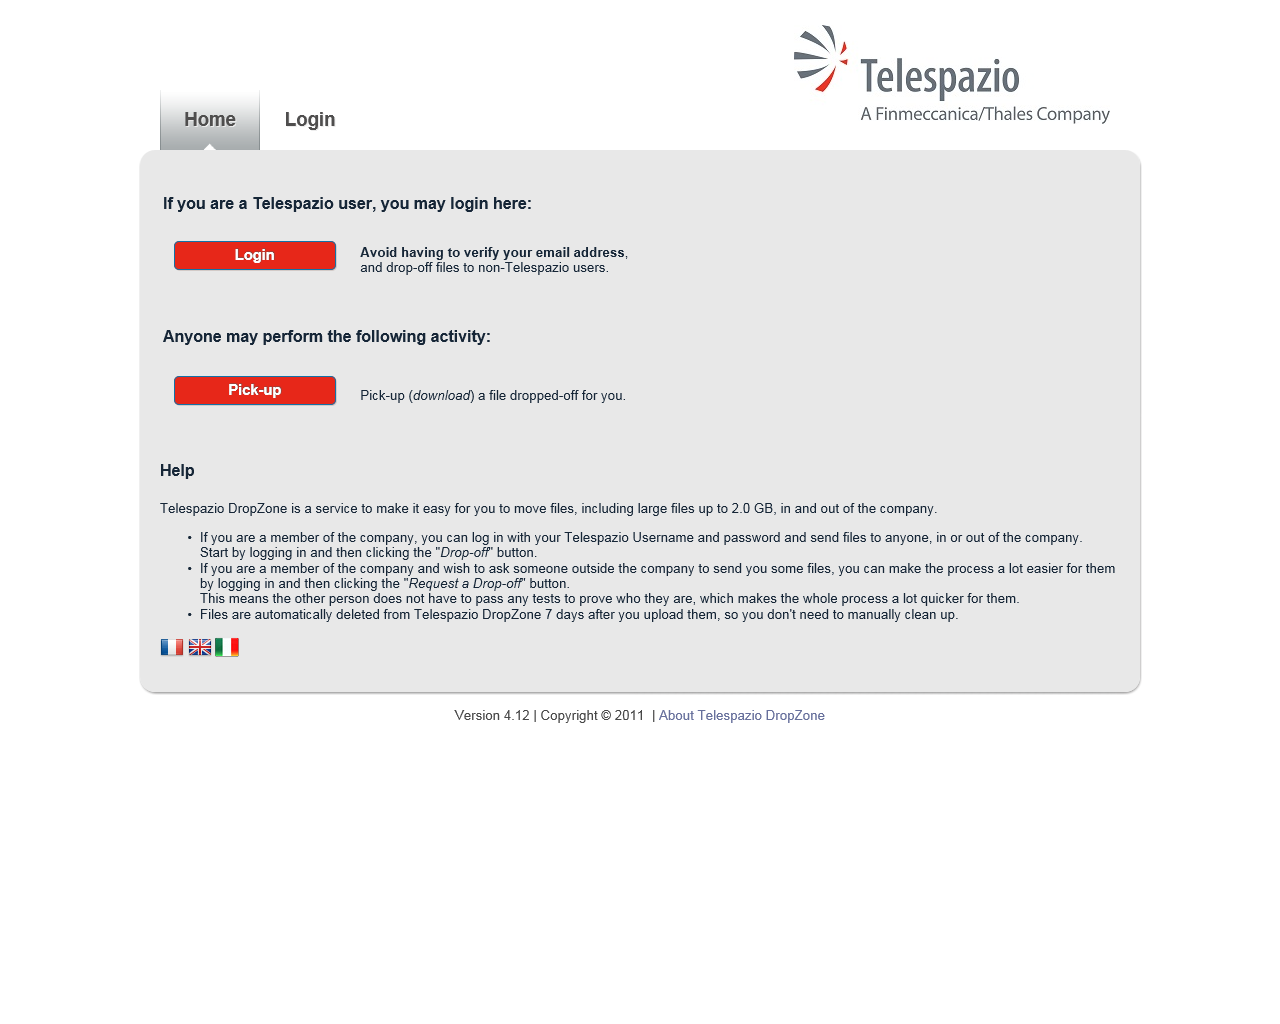 Telespazio
A Finmeccanica/Thales Company
Home
Login
If you are a Telespazio user, you may login here:
Login
Avoid having to verify your email address,
and drop-off files to non-Telespazio users.
Anyone may perform the following activity:
Pick-up
Pick-up (download) a file dropped-off for you.
Help
Telespazio DropZone is a service to make it easy for you to move files, including large files up to 2.0 GB, in and out of the company.
• If you are a member of the company, you can log in with your Telespazio Username and password and send files to anyone, in or out of the company.
Start by logging in and then clicking the "Drop-off" button.
• If you are a member of the company and wish to ask someone outside the company to send you some files, you can make the process a lot easier for them
by logging in and then clicking the "Request a Drop-off" button.
This means the other person does not have to pass any tests to prove who they are, which makes the whole process a lot quicker for them.
• Files are automatically deleted from Telespazio DropZone 7 days after you upload them, so you don't need to manually clean up.
Version 4.12 | Copyright © 2011 | About Telespazio DropZone